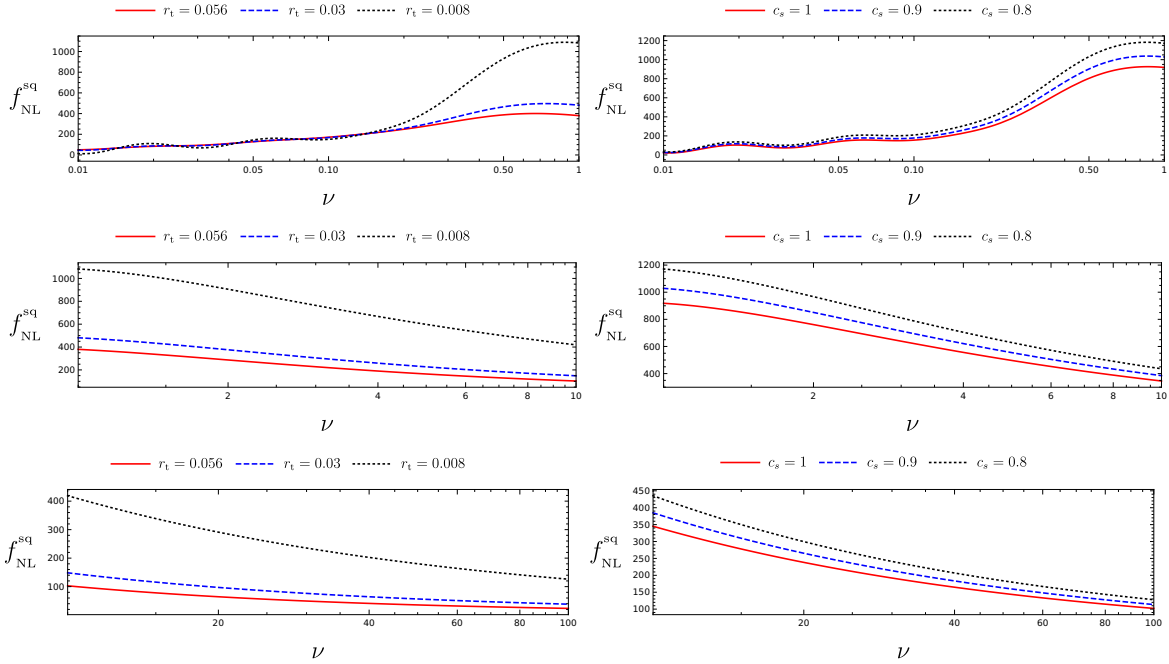 r_t = 0.056 r_t = 0.03 r_t = 0.008
f_NL^sq
1000
800
600
400
200
0
0.01 0.05 0.10 0.50 1
ν
c_s = 1 c_s = 0.9 c_s = 0.8
f_NL^sq
1200
1000
800
600
400
200
0
0.01 0.05 0.10 0.50 1
ν
r_t = 0.056 r_t = 0.03 r_t = 0.008
f_NL^sq
1000
800
600
400
200
2 4 6 8 10
ν
c_s = 1 c_s = 0.9 c_s = 0.8
f_NL^sq
1200
1000
800
600
400
2 4 6 8 10
ν
r_t = 0.056 r_t = 0.03 r_t = 0.008
f_NL^sq
400
300
200
100
20 40 60 80 100
ν
c_s = 1 c_s = 0.9 c_s = 0.8
f_NL^sq
450
400
350
300
250
200
150
100
20 40 60 80 100
ν